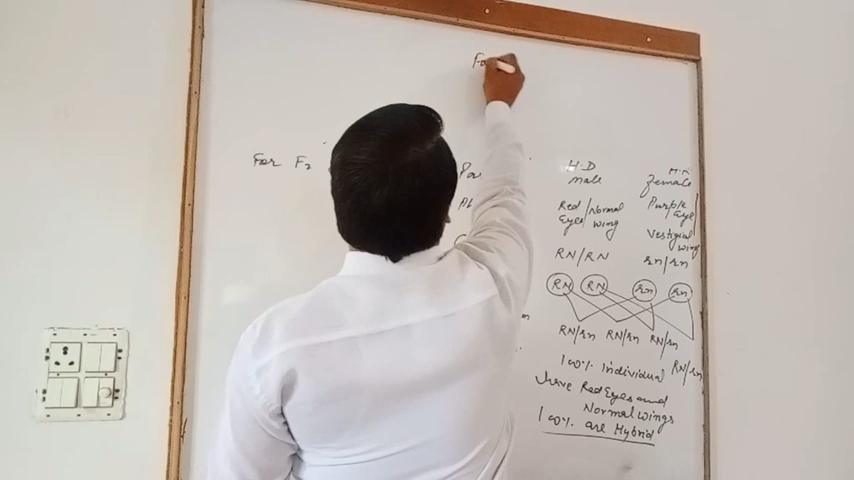 Fo
For F2
Pa
Ph
H.D
male
female
Red Eyes/Normal wing
Purple Eye/
Vestigial wing
RN/RN
rn/rn
RN RN rn rn
RN/rn RN/rn RN/rn
RN/rn
100% individual
have Red Eyes and
Normal wings
100% are Hybrid